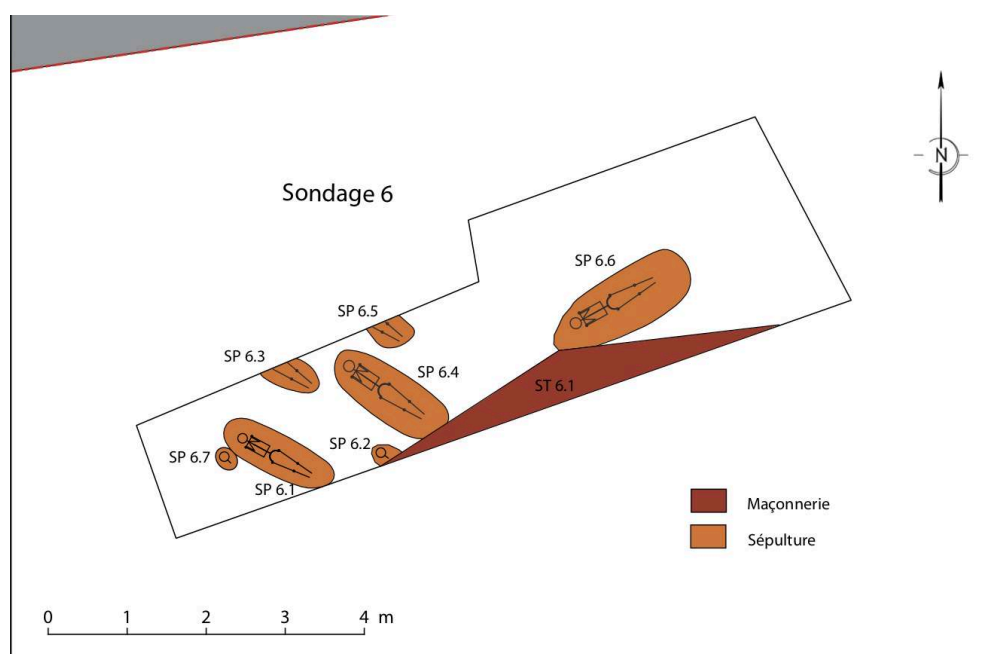 N
Sondage 6
SP 6.6
SP 6.5
SP 6.3
SP 6.4
ST 6.1
SP 6.2
SP 6.7
SP 6.1
Maçonnerie
Sépulture
0 1 2 3 4 m